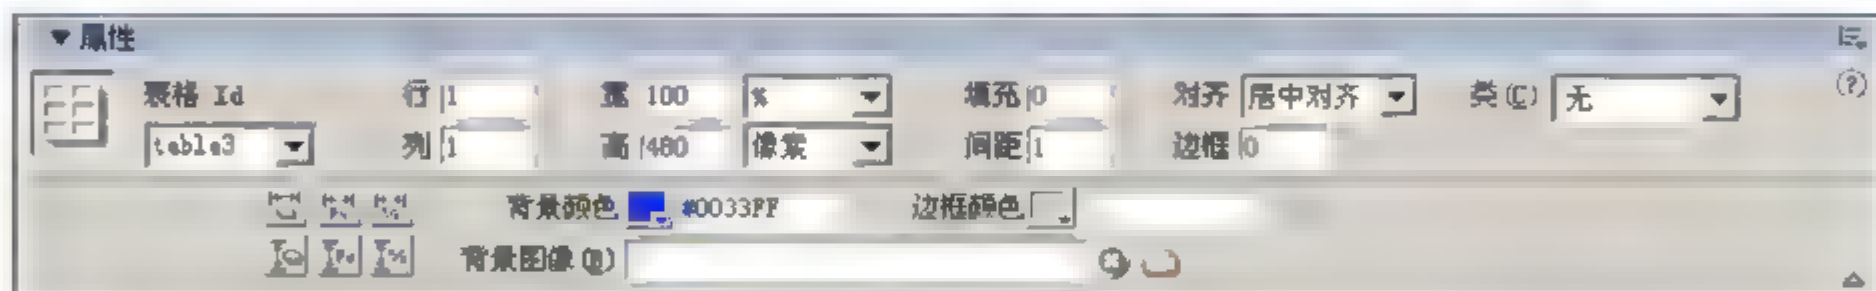 属性
表格 Id 行 1 宽 100 % 填充 0 对齐 居中对齐 类(C) 无
table3 列 1 高 480 像素 间距 1 边框 0
背景颜色 #0033FF 边框颜色
背景图像(B)